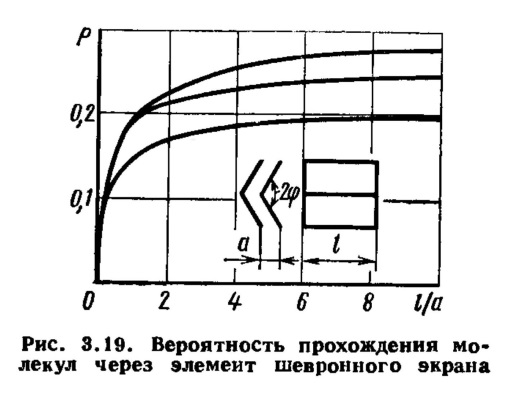 P
0,2
0,1
2φ
a
l
0 2 4 6 8 l/a
Рис. 3.19. Вероятность прохождения мо-
лекул через элемент шевронного экрана